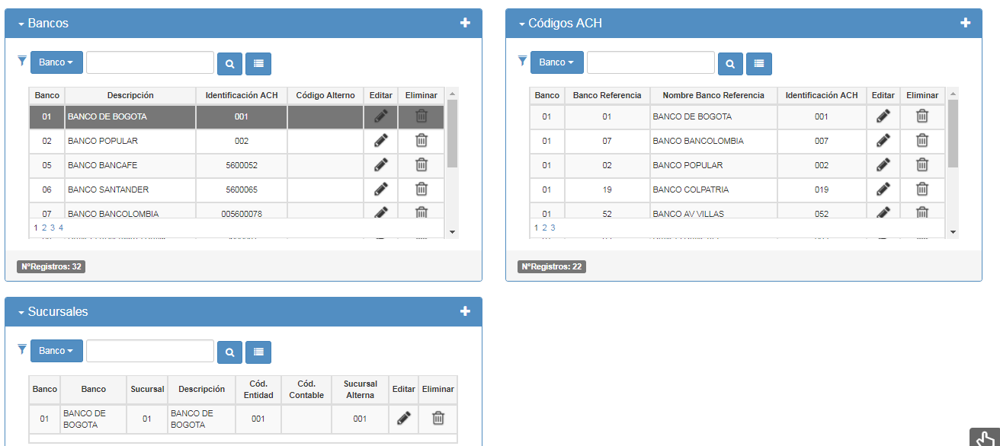 Bancos
Banco
Banco Descripción Identificación ACH Código Alterno Editar Eliminar
01 BANCO DE BOGOTA 001
02 BANCO POPULAR 002
05 BANCO BANCAFE 5600052
06 BANCO SANTANDER 5600065
07 BANCO BANCOLOMBIA 005600078
1 2 3 4
NºRegistros: 32
Códigos ACH
Banco
Banco Banco Referencia Nombre Banco Referencia Identificación ACH Editar Eliminar
01 01 BANCO DE BOGOTA 001
01 07 BANCO BANCOLOMBIA 007
01 02 BANCO POPULAR 002
01 19 BANCO COLPATRIA 019
01 52 BANCO AV VILLAS 052
1 2 3
NºRegistros: 22
Sucursales
Banco
Banco Banco Sucursal Descripción Cód. Entidad Cód. Contable Sucursal Alterna Editar Eliminar
01 BANCO DE BOGOTA 01 BANCO DE BOGOTA 001 001